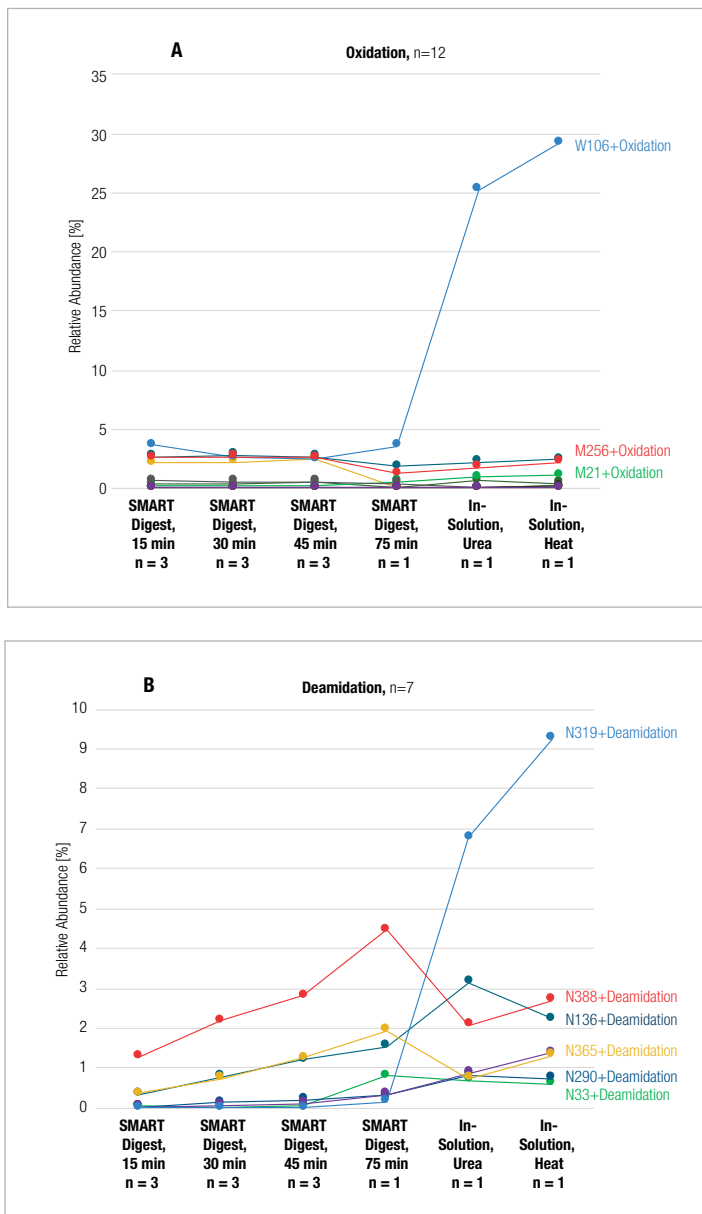 A
Oxidation, n=12
Relative Abundance [%]
35
30
25
20
15
10
5
0
W106+Oxidation
M256+Oxidation
M21+Oxidation
SMART
Digest,
15 min
n = 3
SMART
Digest,
30 min
n = 3
SMART
Digest,
45 min
n = 3
SMART
Digest,
75 min
n = 1
In-
Solution,
Urea
n = 1
In-
Solution,
Heat
n = 1
B
Deamidation, n=7
Relative Abundance [%]
10
9
8
7
6
5
4
3
2
1
0
N319+Deamidation
N388+Deamidation
N136+Deamidation
N365+Deamidation
N290+Deamidation
N33+Deamidation
SMART
Digest,
15 min
n = 3
SMART
Digest,
30 min
n = 3
SMART
Digest,
45 min
n = 3
SMART
Digest,
75 min
n = 1
In-
Solution,
Urea
n = 1
In-
Solution,
Heat
n = 1